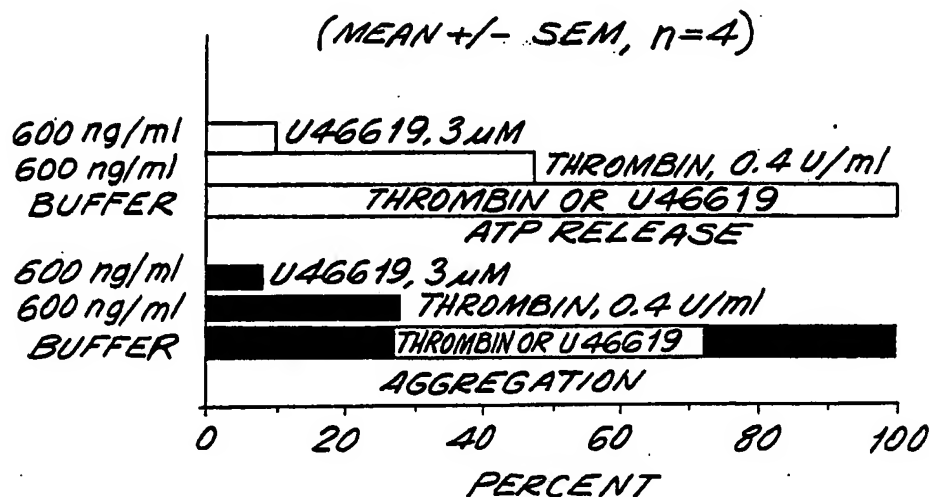 (MEAN +/- SEM, n=4)
600 ng/ml U46619, 3 µM
600 ng/ml THROMBIN, 0.4 U/ml
BUFFER THROMBIN OR U46619
ATP RELEASE
600 ng/ml U46619, 3 µM
600 ng/ml THROMBIN, 0.4 U/ml
BUFFER THROMBIN OR U46619
AGGREGATION
0 20 40 60 80 100
PERCENT